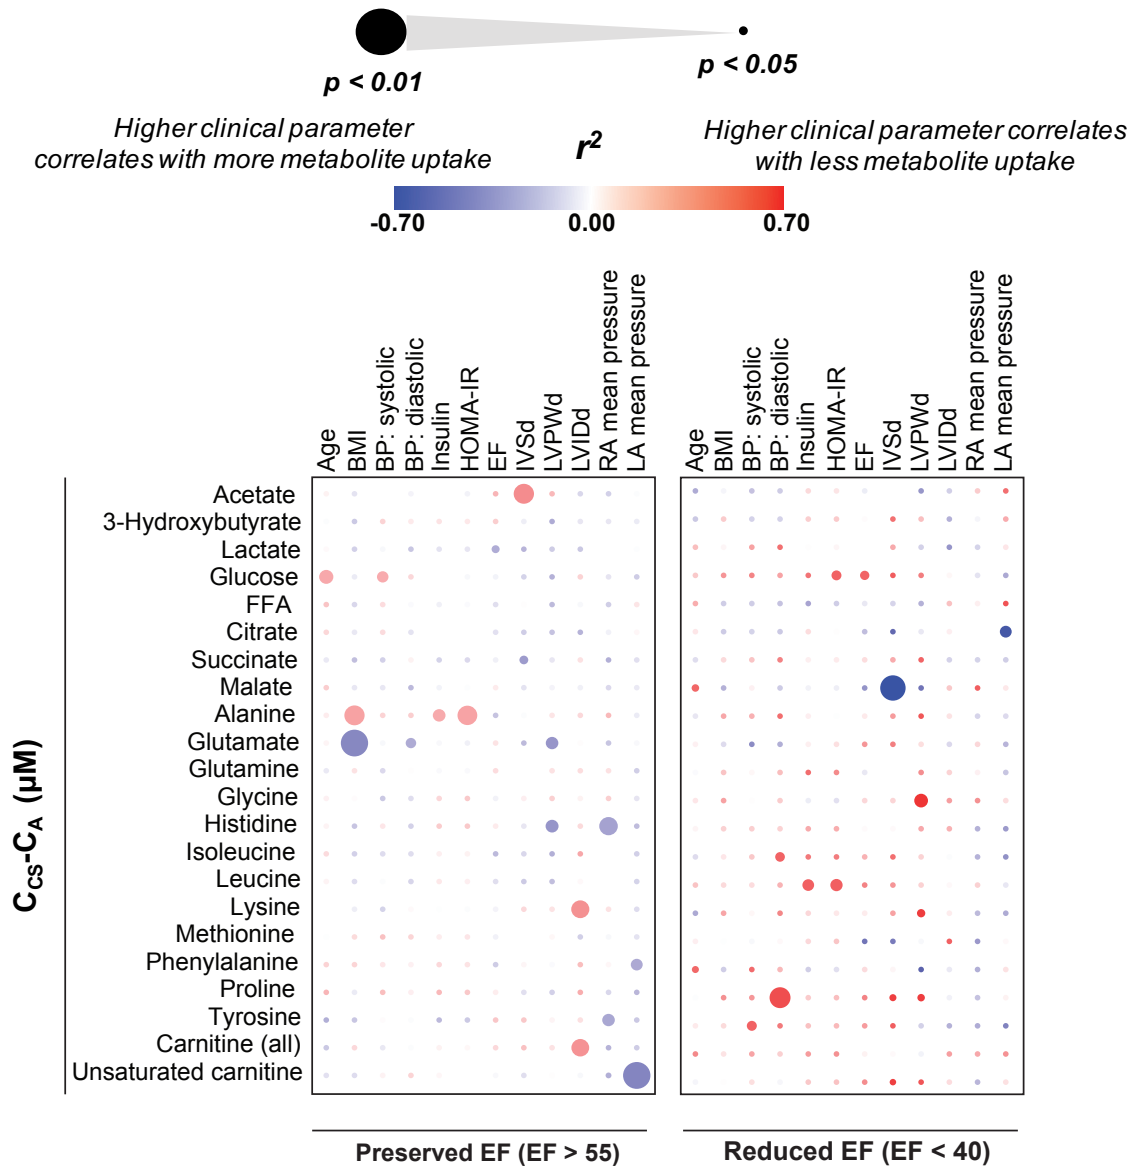 p < 0.01
p < 0.05
Higher clinical parameter
correlates with more metabolite uptake
r²
Higher clinical parameter correlates
with less metabolite uptake
-0.70
0.00
0.70
Age
BMI
BP: systolic
BP: diastolic
Insulin
HOMA-IR
EF
IVSd
LVPWd
LVIDd
RA mean pressure
LA mean pressure
Age
BMI
BP: systolic
BP: diastolic
Insulin
HOMA-IR
EF
IVSd
LVPWd
LVIDd
RA mean pressure
LA mean pressure
C_CS-C_A (µM)
Acetate
3-Hydroxybutyrate
Lactate
Glucose
FFA
Citrate
Succinate
Malate
Alanine
Glutamate
Glutamine
Glycine
Histidine
Isoleucine
Leucine
Lysine
Methionine
Phenylalanine
Proline
Tyrosine
Carnitine (all)
Unsaturated carnitine
Preserved EF (EF > 55)
Reduced EF (EF < 40)